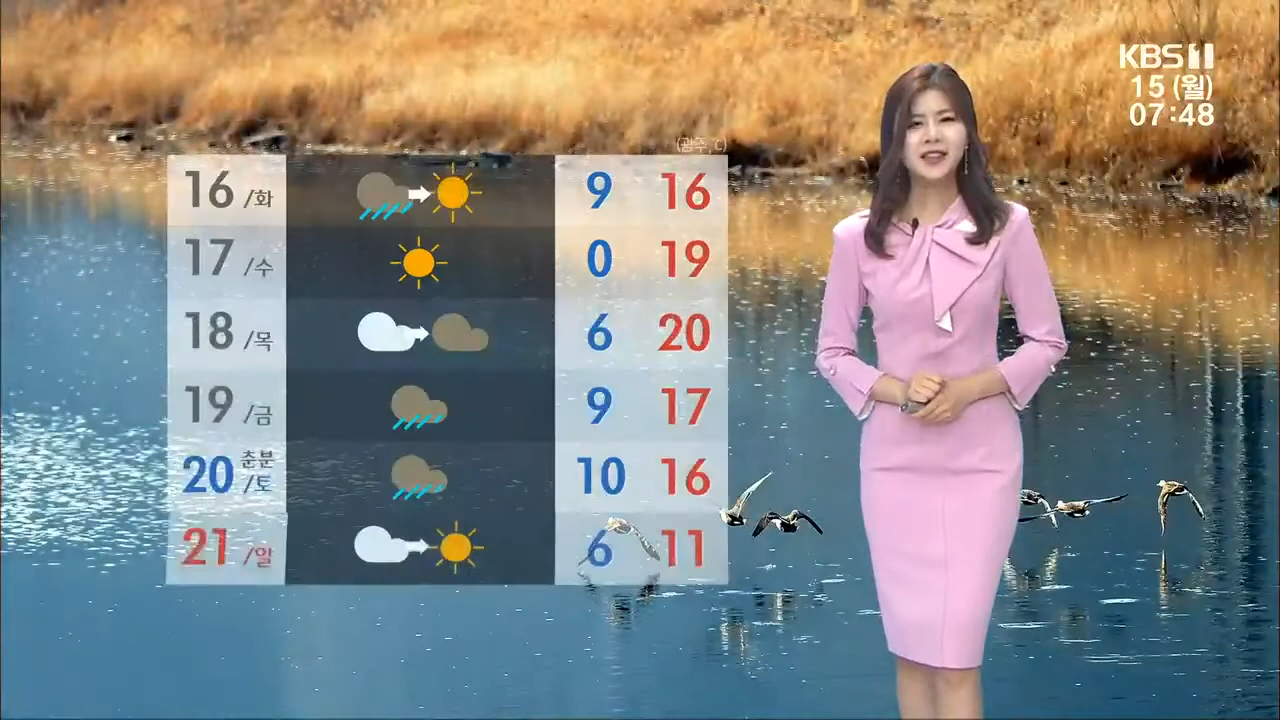 KBS 1
15 (월)
07:48
(광주, ℃)
16 /화 9 16
17 /수 0 19
18 /목 6 20
19 /금 9 17
20 춘분 /토 10 16
21 /일 6 11